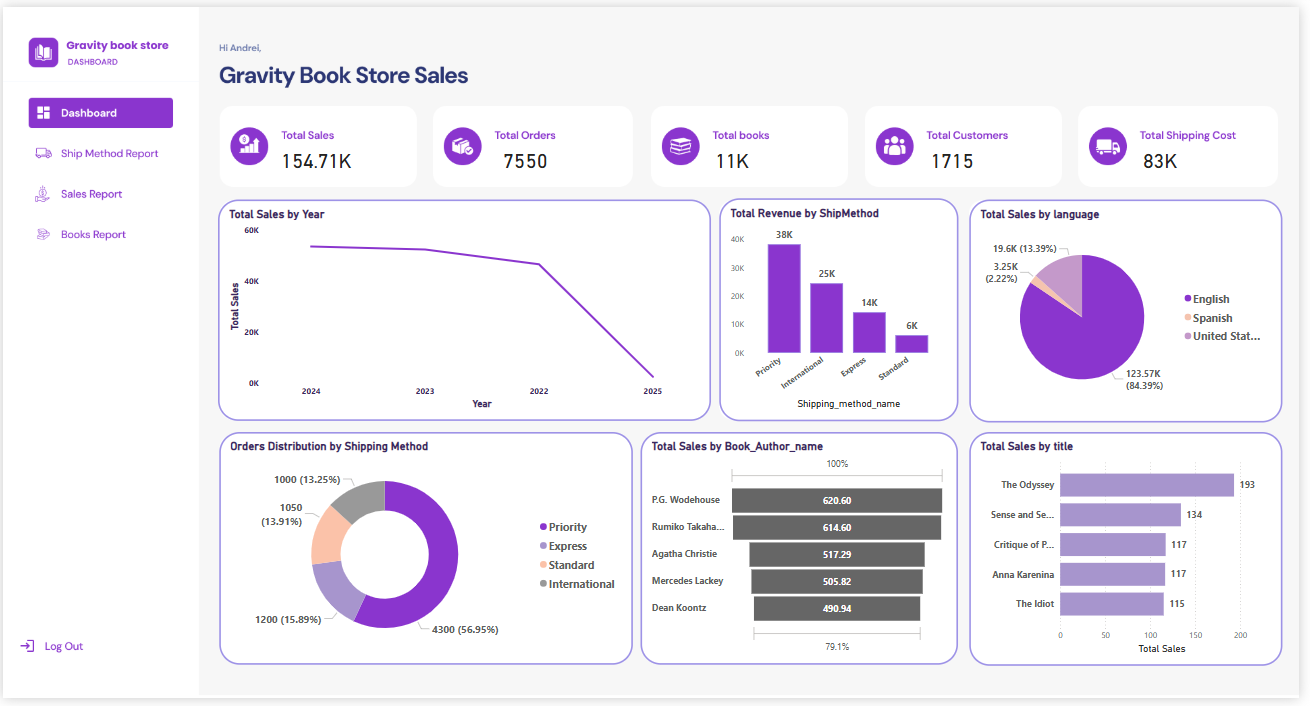 Gravity book store
DASHBOARD
Dashboard
Ship Method Report
Sales Report
Books Report
Log Out
Hi Andrei,
Gravity Book Store Sales
Total Sales
154.71K
Total Orders
7550
Total books
11K
Total Customers
1715
Total Shipping Cost
83K
Total Sales by Year
60K
40K
20K
0K
Total Sales
2024
2023
2022
2025
Year
Total Revenue by ShipMethod
40K
30K
20K
10K
0K
38K
25K
14K
6K
Priority
International
Express
Standard
Shipping_method_name
Total Sales by language
19.6K (13.39%)
3.25K
(2.22%)
123.57K
(84.39%)
English
Spanish
United Stat...
Orders Distribution by Shipping Method
1000 (13.25%)
1050
(13.91%)
1200 (15.89%)
4300 (56.95%)
Priority
Express
Standard
International
Total Sales by Book_Author_name
100%
P.G. Wodehouse 620.60
Rumiko Takaha... 614.60
Agatha Christie 517.29
Mercedes Lackey 505.82
Dean Koontz 490.94
79.1%
Total Sales by title
The Odyssey 193
Sense and Se... 134
Critique of P... 117
Anna Karenina 117
The Idiot 115
0 50 100 150 200
Total Sales